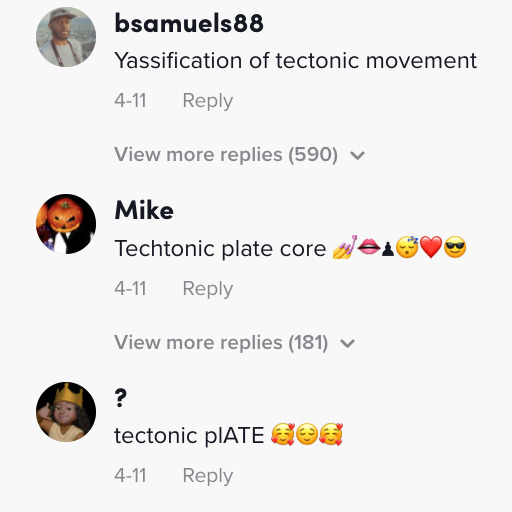 bsamuels88
Yassification of tectonic movement
4-11 Reply
View more replies (590)
Mike
Techtonic plate core 💅👄♟😴❤️😎
4-11 Reply
View more replies (181)
?
tectonic plATE 🥰😌🥰
4-11 Reply